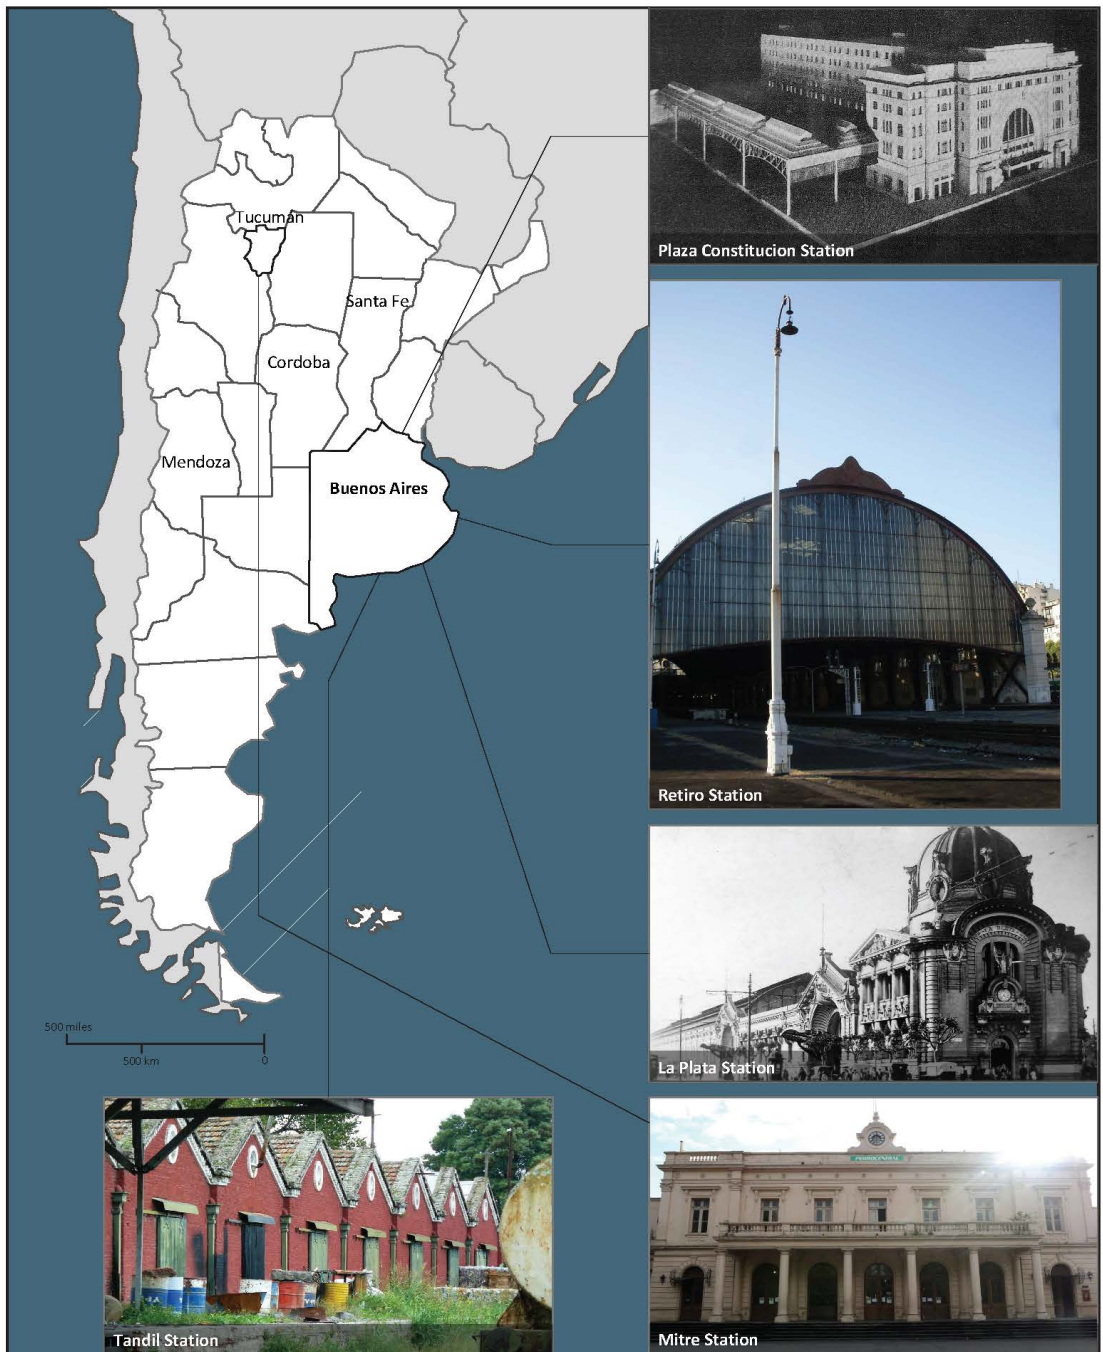 Plaza Constitucion Station
Tucumán
Santa Fe
Cordoba
Mendoza
Buenos Aires
Retiro Station
500 miles
500 km
0
La Plata Station
Tandil Station
Mitre Station